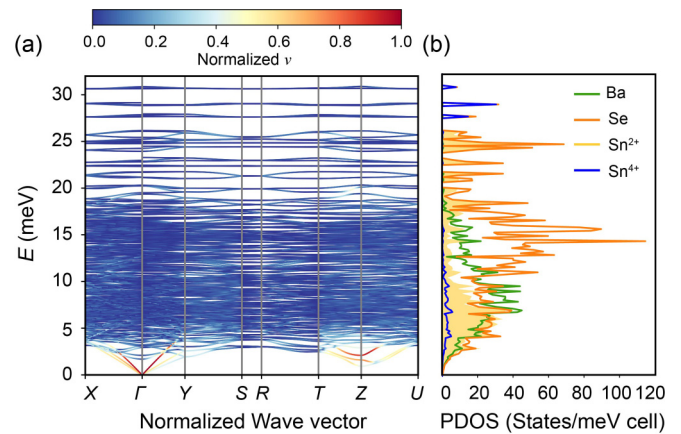 (a)
0.0 0.2 0.4 0.6 0.8 1.0
Normalized v
(b)
30
25
20
15
10
5
0
E (meV)
X Γ Y S R T Z U
Normalized Wave vector
Ba
Se
Sn²⁺
Sn⁴⁺
0 20 40 60 80 100 120
PDOS (States/meV cell)